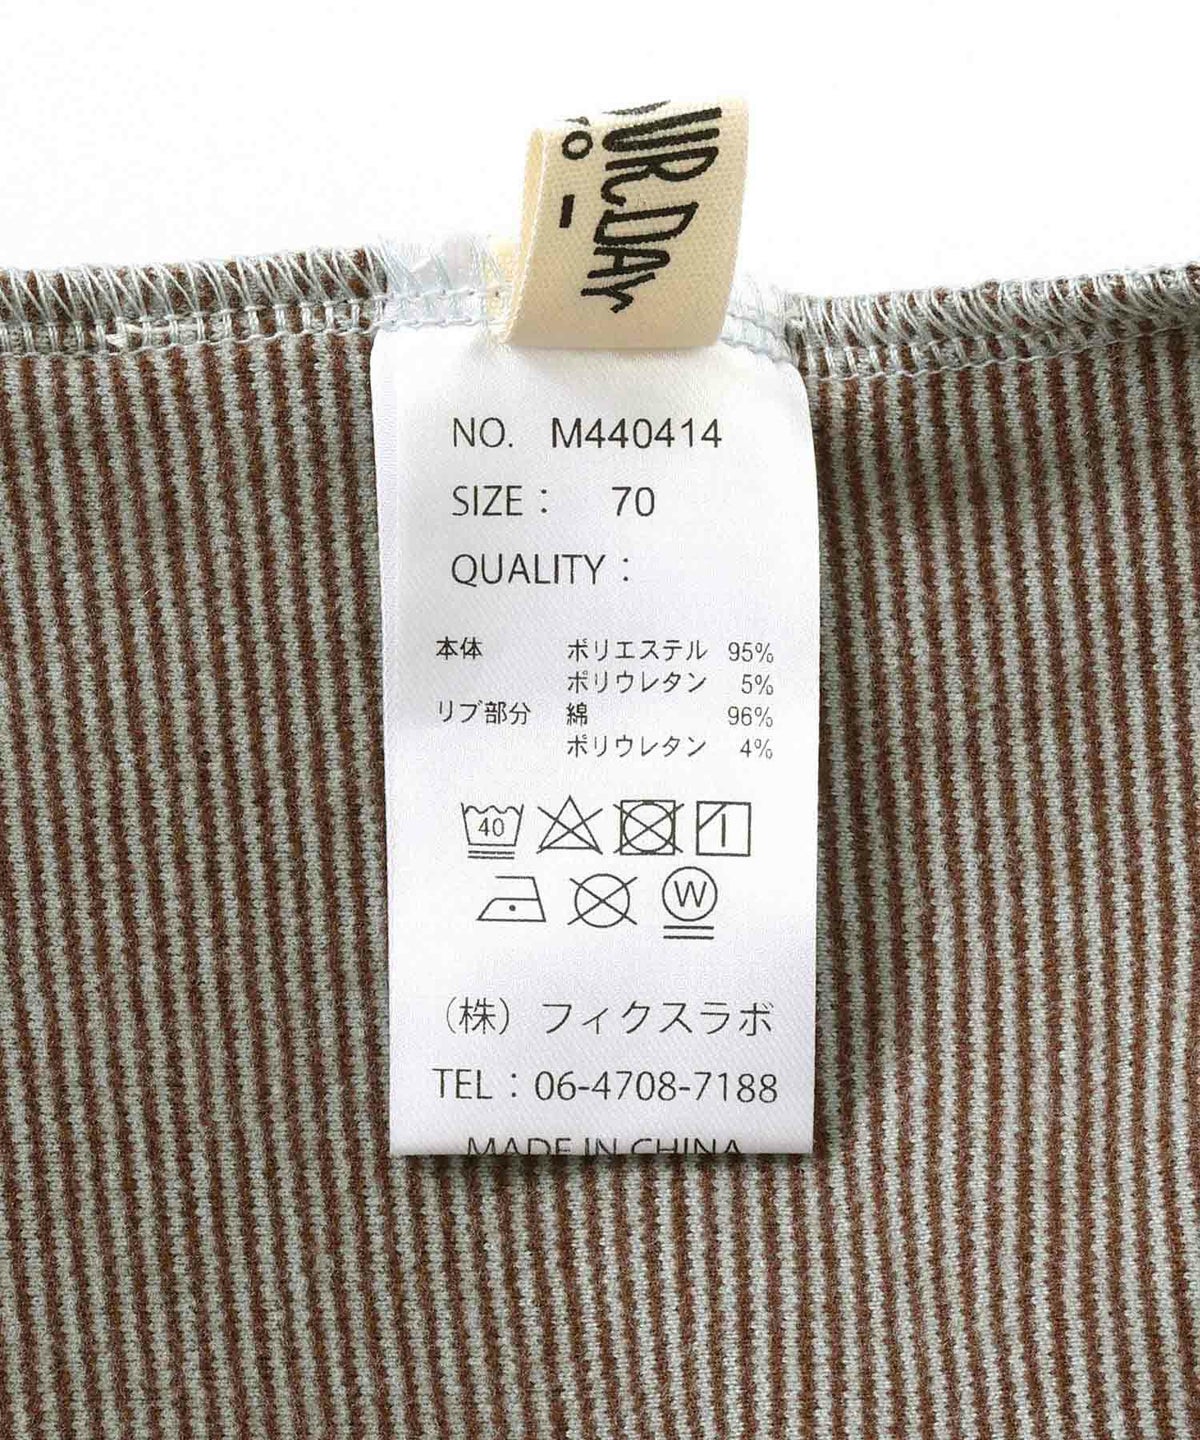 OUR DAY
NO. M440414
SIZE : 70
QUALITY :
本体 ポリエステル 95%
ポリウレタン 5%
リブ部分 綿 96%
ポリウレタン 4%
40
W
(株) フィクスラボ
TEL : 06-4708-7188
MADE IN CHINA